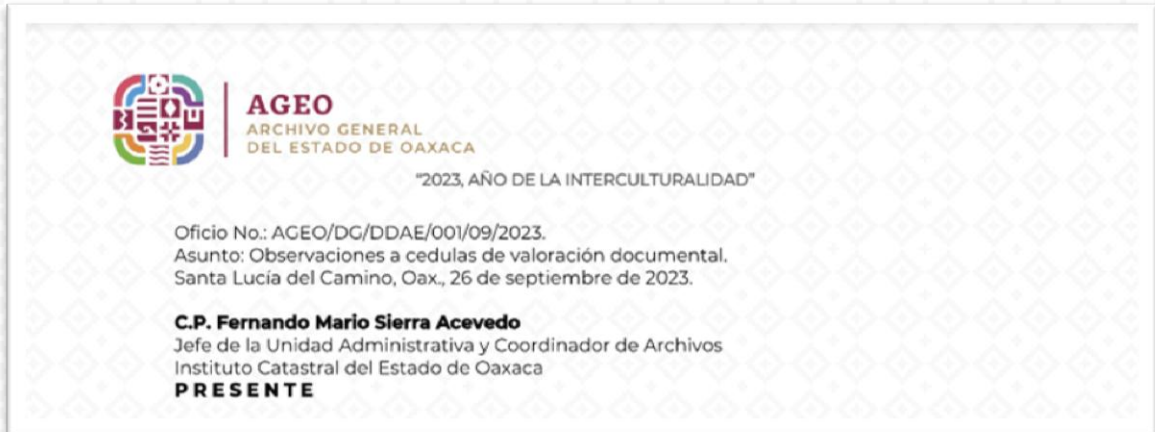 AGEO
ARCHIVO GENERAL
DEL ESTADO DE OAXACA
"2023, AÑO DE LA INTERCULTURALIDAD"
Oficio No.: AGEO/DG/DDAE/001/09/2023.
Asunto: Observaciones a cedulas de valoración documental.
Santa Lucía del Camino, Oax., 26 de septiembre de 2023.
C.P. Fernando Mario Sierra Acevedo
Jefe de la Unidad Administrativa y Coordinador de Archivos
Instituto Catastral del Estado de Oaxaca
PRESENTE